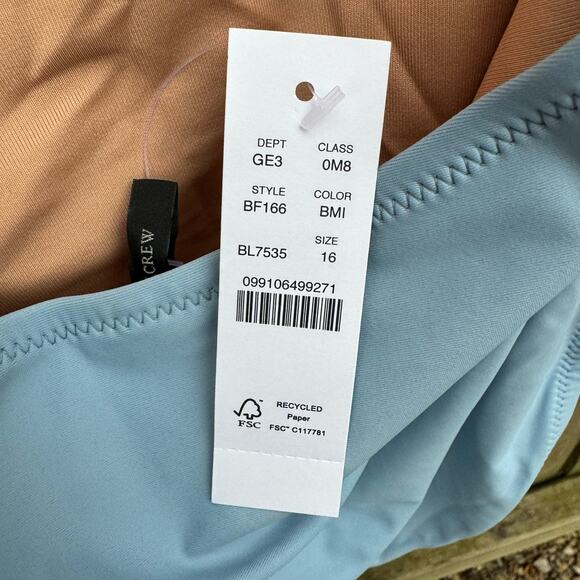 DEPT CLASS
GE3 0M8
STYLE COLOR
BF166 BMI
SIZE
BL7535 16
099106499271
RECYCLED
Paper
FSC™ C117781
FSC
CREW